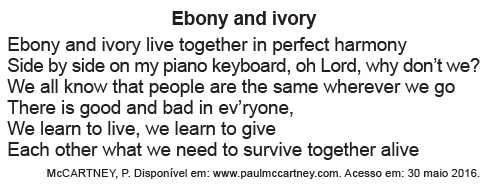 Ebony and ivory
Ebony and ivory live together in perfect harmony
Side by side on my piano keyboard, oh Lord, why don't we?
We all know that people are the same wherever we go
There is good and bad in ev'ryone,
We learn to live, we learn to give
Each other what we need to survive together alive
McCARTNEY, P. Disponível em: www.paulmccartney.com. Acesso em: 30 maio 2016.